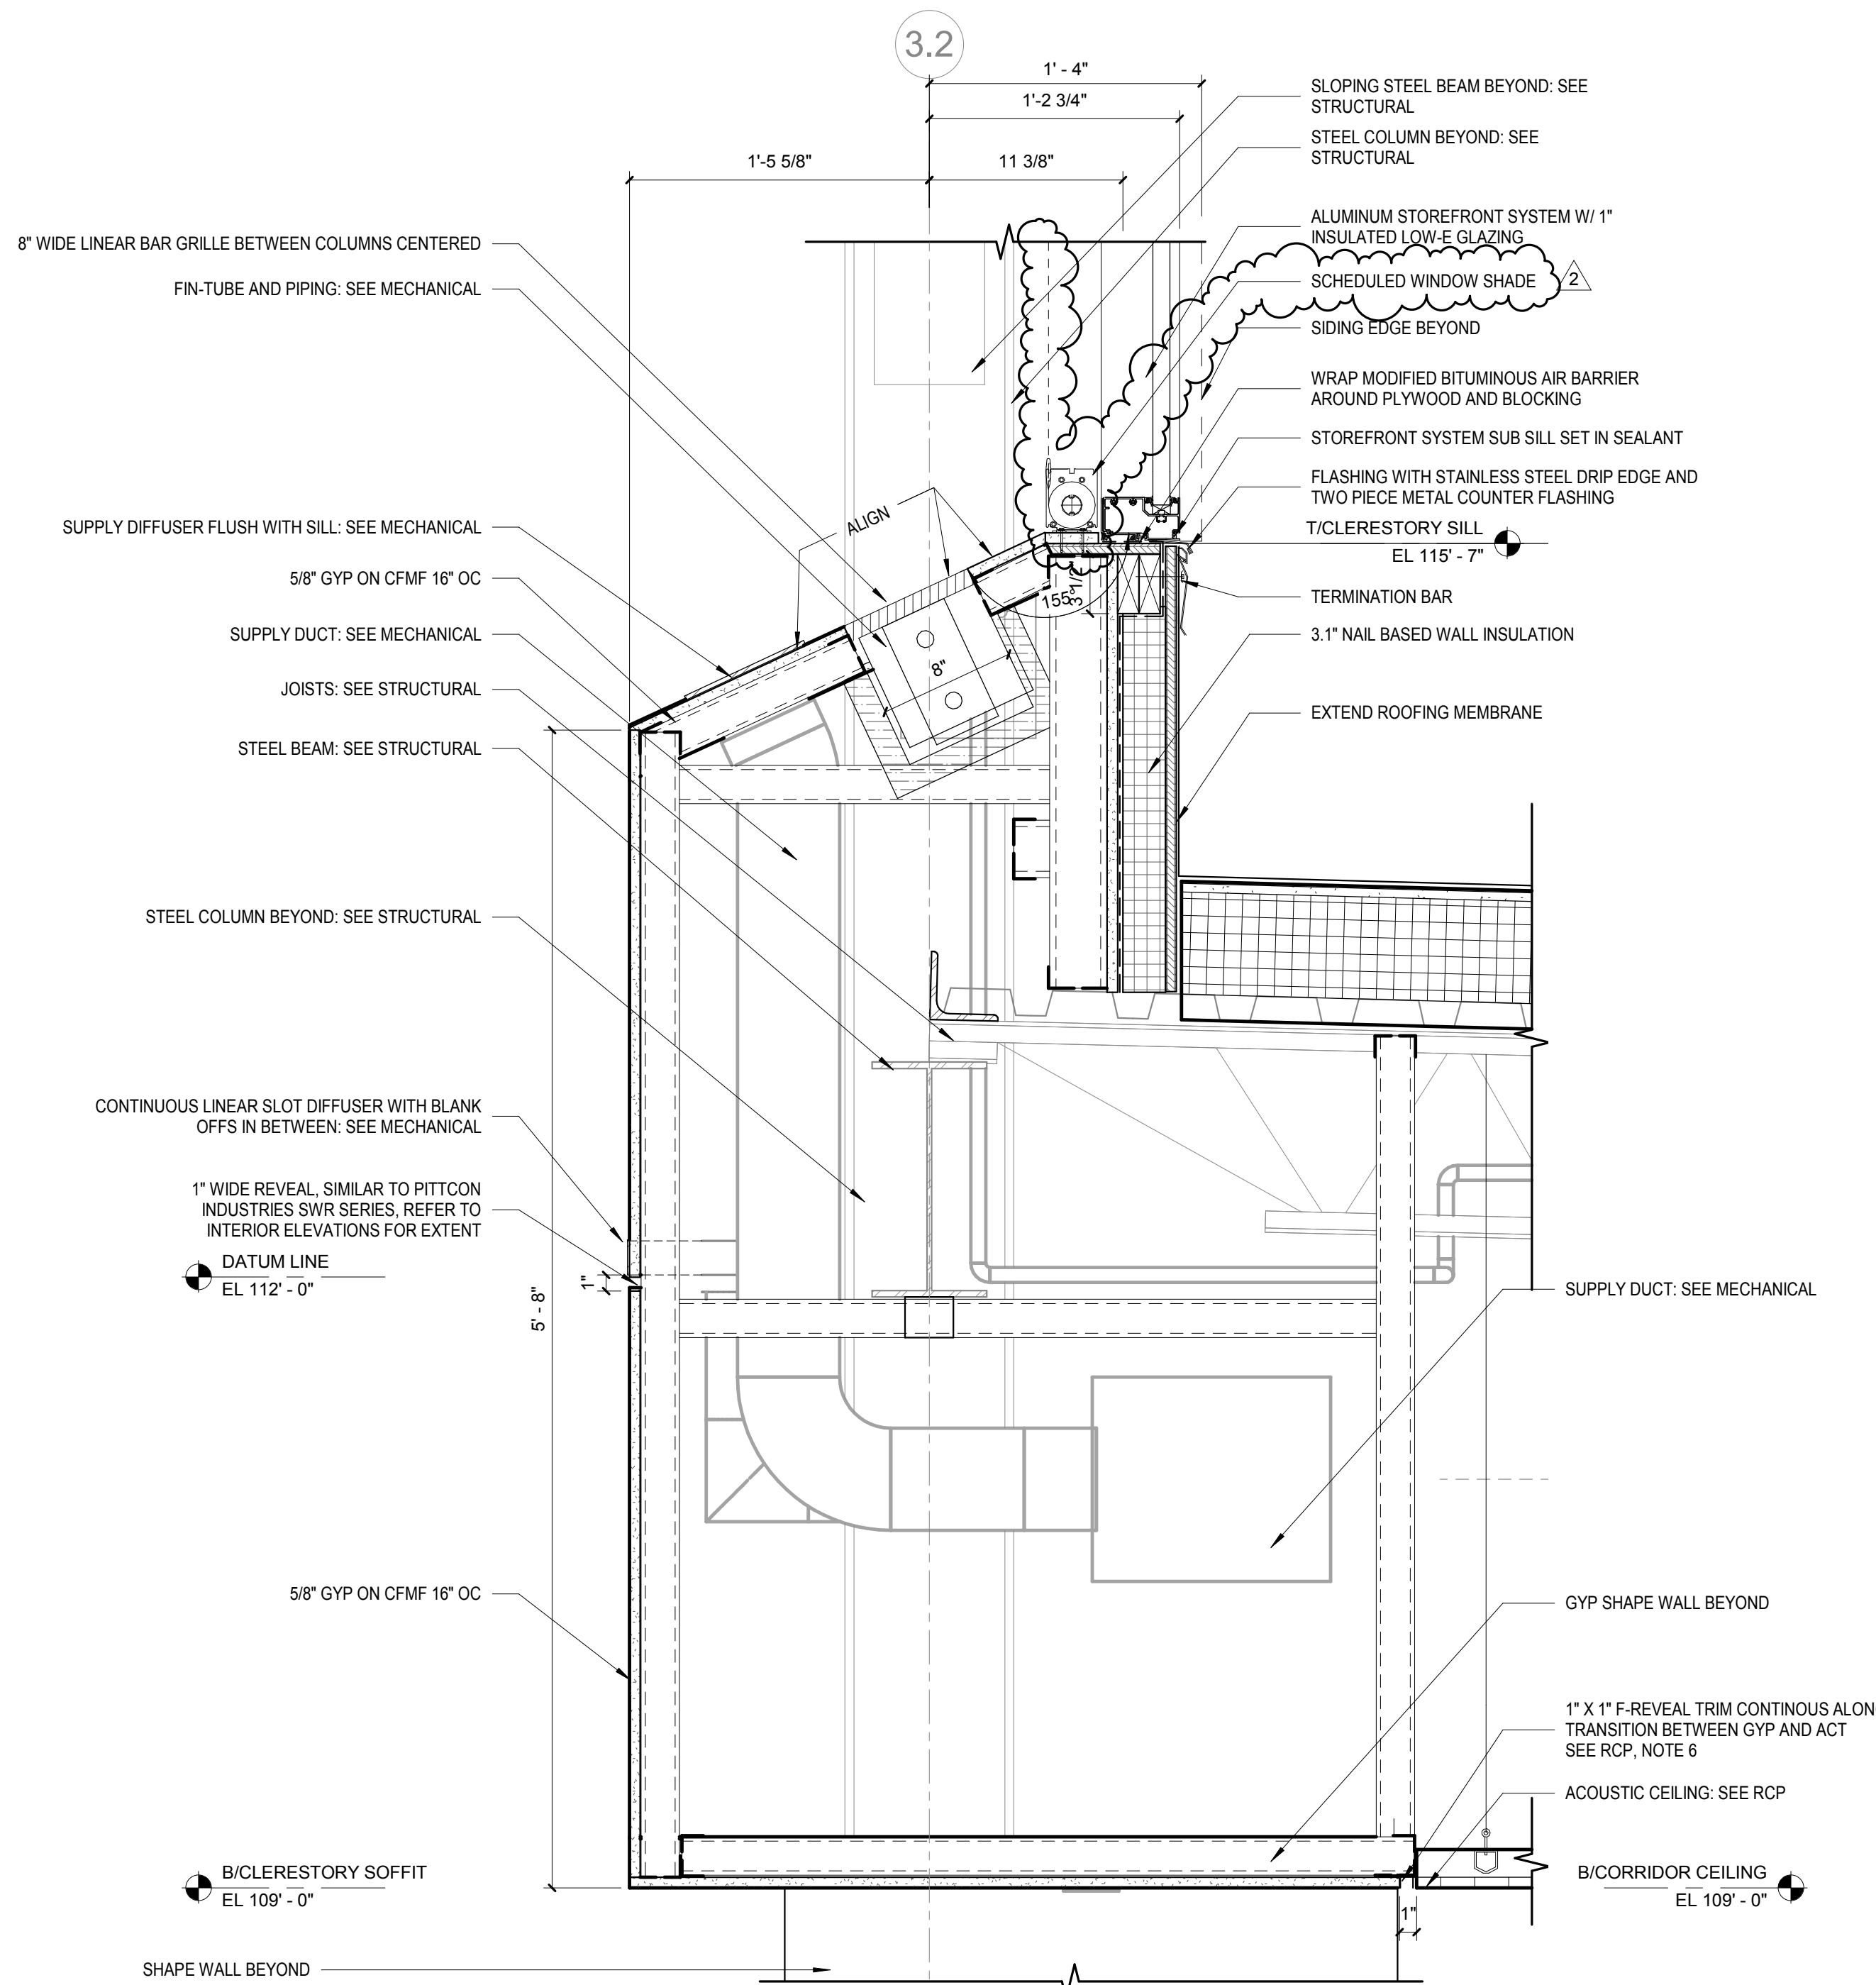 3.2
1' - 4"
1'-2 3/4"
1'-5 5/8"
11 3/8"
8" WIDE LINEAR BAR GRILLE BETWEEN COLUMNS CENTERED
FIN-TUBE AND PIPING: SEE MECHANICAL
SUPPLY DIFFUSER FLUSH WITH SILL: SEE MECHANICAL
5/8" GYP ON CFMF 16" OC
SUPPLY DUCT: SEE MECHANICAL
JOISTS: SEE STRUCTURAL
STEEL BEAM: SEE STRUCTURAL
STEEL COLUMN BEYOND: SEE STRUCTURAL
CONTINUOUS LINEAR SLOT DIFFUSER WITH BLANK
OFFS IN BETWEEN: SEE MECHANICAL
1" WIDE REVEAL, SIMILAR TO PITTCON
INDUSTRIES SWR SERIES, REFER TO
INTERIOR ELEVATIONS FOR EXTENT
DATUM LINE
EL 112' - 0"
5/8" GYP ON CFMF 16" OC
B/CLERESTORY SOFFIT
EL 109' - 0"
SHAPE WALL BEYOND
ALIGN
8"
155°
3 1/2"
1"
5' - 8"
1"
SLOPING STEEL BEAM BEYOND: SEE
STRUCTURAL
STEEL COLUMN BEYOND: SEE
STRUCTURAL
ALUMINUM STOREFRONT SYSTEM W/ 1"
INSULATED LOW-E GLAZING
SCHEDULED WINDOW SHADE
2
SIDING EDGE BEYOND
WRAP MODIFIED BITUMINOUS AIR BARRIER
AROUND PLYWOOD AND BLOCKING
STOREFRONT SYSTEM SUB SILL SET IN SEALANT
FLASHING WITH STAINLESS STEEL DRIP EDGE AND
TWO PIECE METAL COUNTER FLASHING
T/CLERESTORY SILL
EL 115' - 7"
TERMINATION BAR
3.1" NAIL BASED WALL INSULATION
EXTEND ROOFING MEMBRANE
SUPPLY DUCT: SEE MECHANICAL
GYP SHAPE WALL BEYOND
1" X 1" F-REVEAL TRIM CONTINOUS ALON
TRANSITION BETWEEN GYP AND ACT
SEE RCP, NOTE 6
ACOUSTIC CEILING: SEE RCP
B/CORRIDOR CEILING
EL 109' - 0"